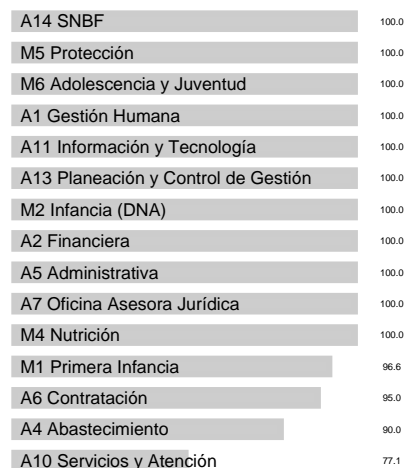 A14 SNBF 100.0
M5 Protección 100.0
M6 Adolescencia y Juventud 100.0
A1 Gestión Humana 100.0
A11 Información y Tecnología 100.0
A13 Planeación y Control de Gestión 100.0
M2 Infancia (DNA) 100.0
A2 Financiera 100.0
A5 Administrativa 100.0
A7 Oficina Asesora Jurídica 100.0
M4 Nutrición 100.0
M1 Primera Infancia 96.6
A6 Contratación 95.0
A4 Abastecimiento 90.0
A10 Servicios y Atención 77.1